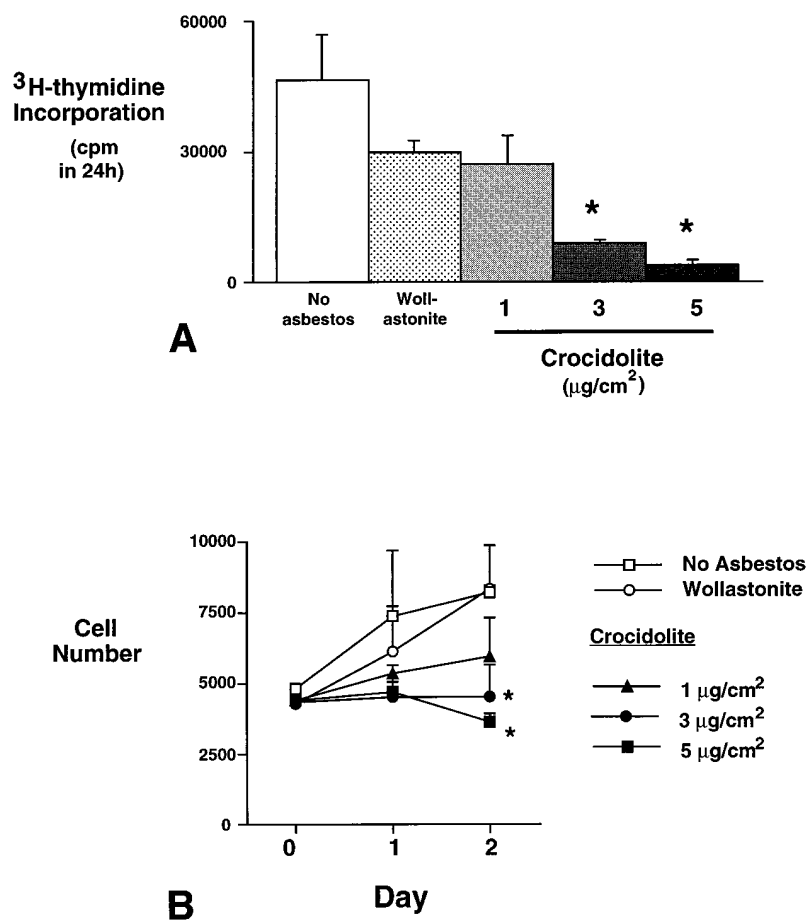 60000
³H-thymidine
Incorporation
(cpm
in 24h)
30000
0
*
*
No
asbestos
Woll-
astonite
1
3
5
Crocidolite
(µg/cm²)
A
10000
7500
Cell
Number
5000
2500
0
*
*
0
1
2
Day
B
No Asbestos
Wollastonite
Crocidolite
1 µg/cm²
3 µg/cm²
5 µg/cm²